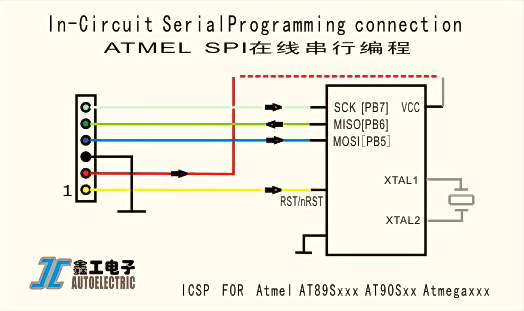 In-Circuit SerialProgramming connection
ATMEL SPI在线串行编程
SCK [PB7]
VCC
MISO[PB6]
MOSI[PB5]
XTAL1
1
RST/nRST
XTAL2
JC 鑫工电子
AUTOELECTRIC
ICSP FOR Atmel AT89Sxxx AT90Sxx Atmegaxxx